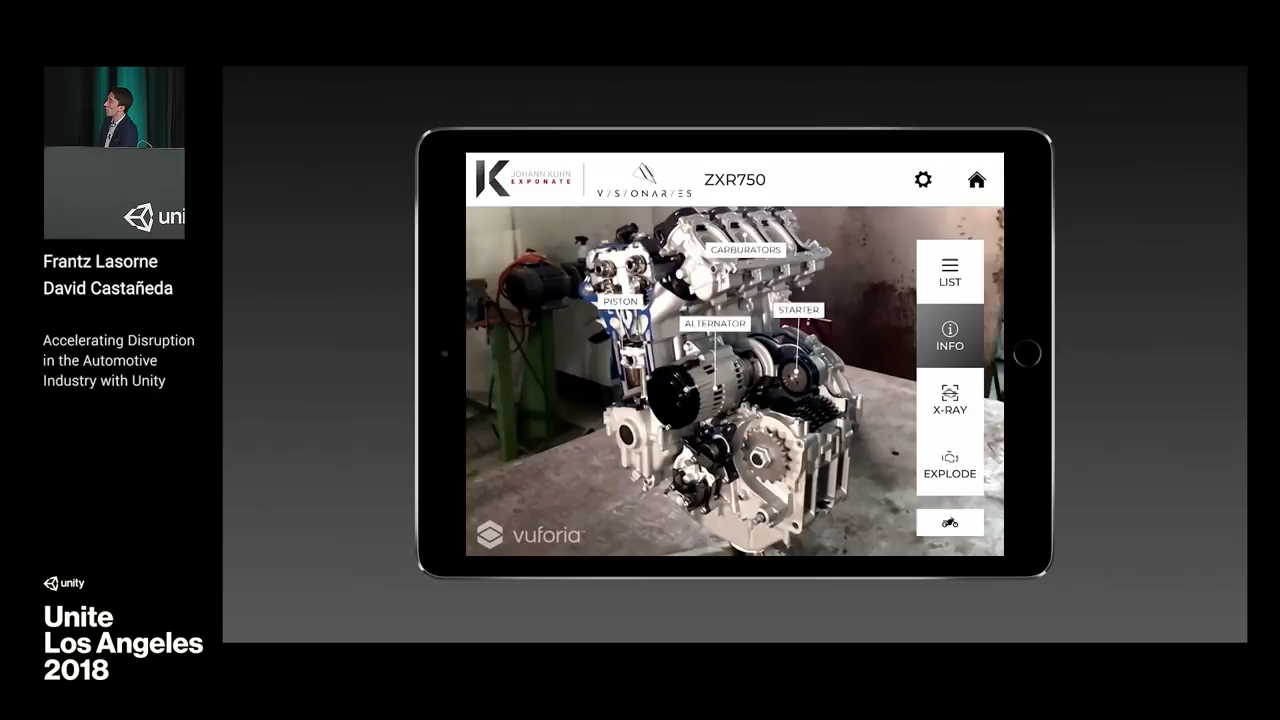 uni
Frantz Lasorne
David Castañeda
Accelerating Disruption
in the Automotive
Industry with Unity
unity
Unite
Los Angeles
2018
K JOHANN KUHN
EXPONATE
V/S/ONAR/ES
ZXR750
CARBURATORS
PISTON
STARTER
ALTERNATOR
LIST
INFO
X-RAY
EXPLODE
vuforia